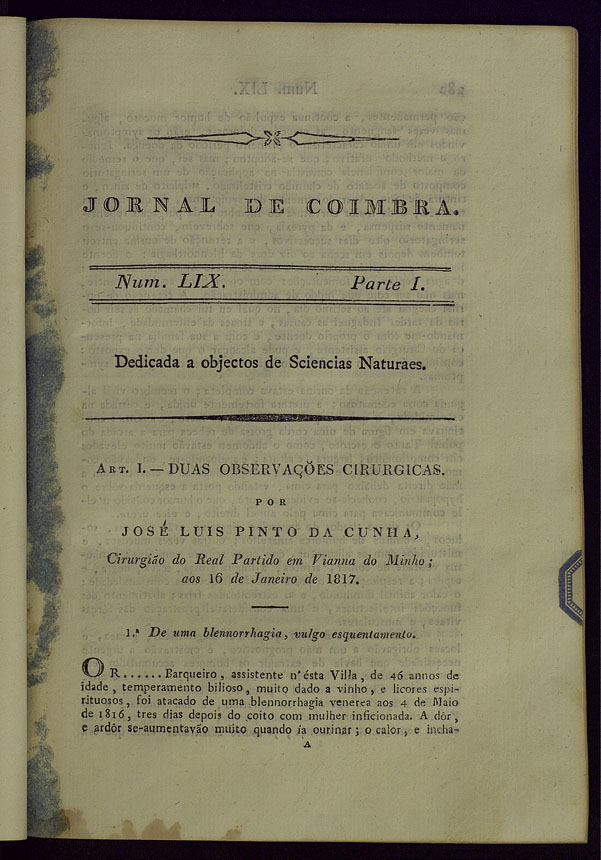 JORNAL DE COIMBRA.
Num. LIX. Parte I.
Dedicada a objectos de Sciencias Naturaes.
ART. I. — DUAS OBSERVAÇÕES CIRURGICAS.
POR
JOSÉ LUIS PINTO DA CUNHA,
Cirurgião do Real Partido em Vianna do Minho;
aos 16 de Janeiro de 1817.
1.ª De uma blennorrhagia, vulgo esquentamento.
O R......Barqueiro, assistente n'ésta Villa, de 46 annos de
idade, temperamento bilioso, muito dado a vinho, e licores espi-
rituosos, foi atacado de uma blennorrhagia venerea aos 4 de Maio
de 1816, tres dias depois do coito com mulher inficionada. A dôr,
e ardôr se-aumentavão muito quando ía ourinar; o calor, e incha-
A